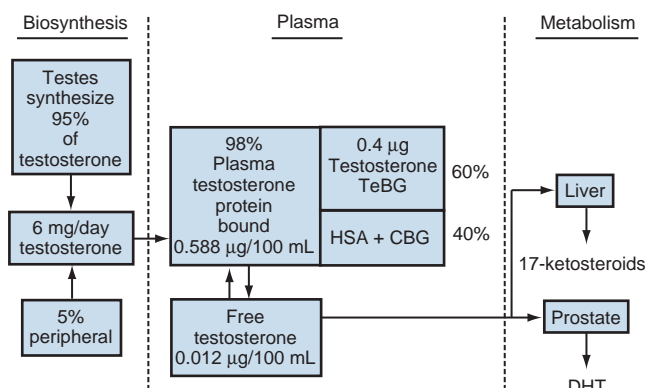 Biosynthesis
Plasma
Metabolism
Testes
synthesize
95%
of
testosterone
6 mg/day
testosterone
5%
peripheral
98%
Plasma
testosterone
protein
bound
0.588 µg/100 mL
0.4 µg
Testosterone
TeBG
60%
HSA + CBG
40%
Free
testosterone
0.012 µg/100 mL
Liver
17-ketosteroids
Prostate
DHT